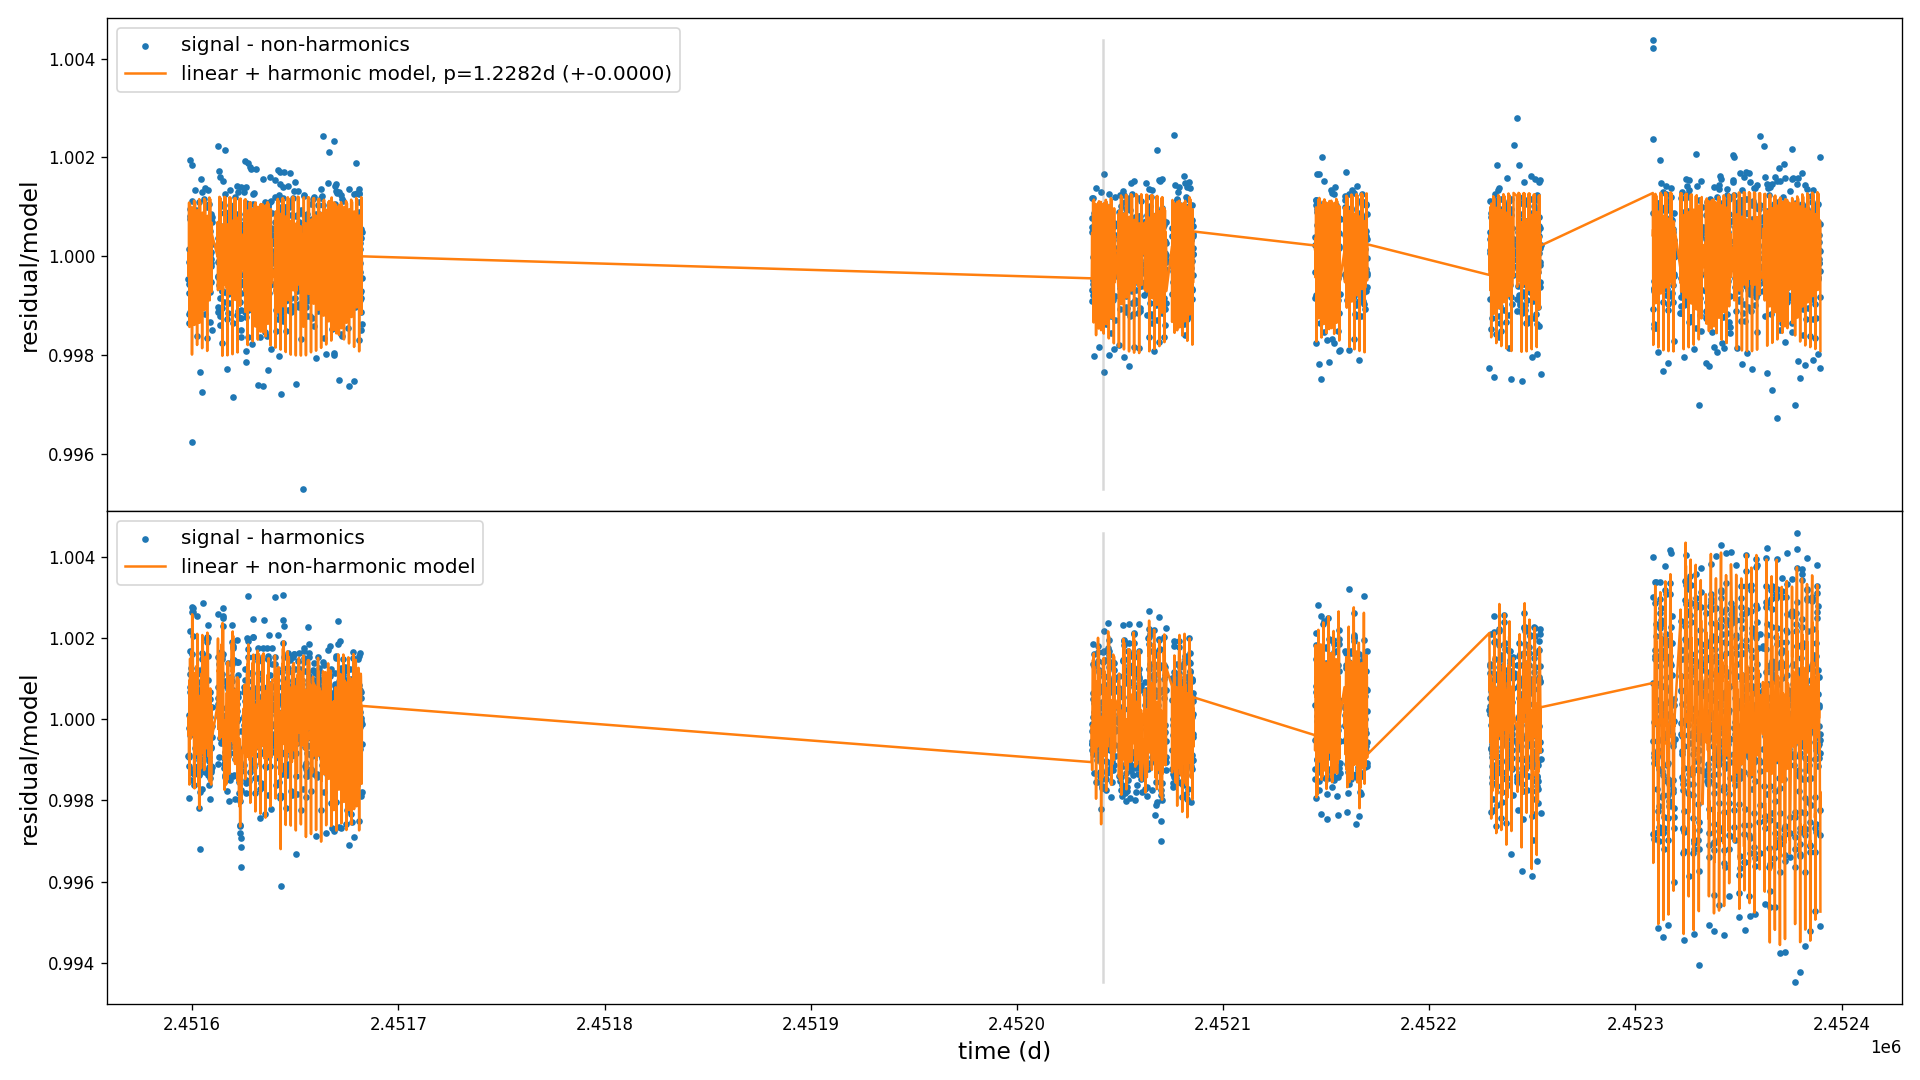 signal - non-harmonics
linear + harmonic model, p=1.2282d (+-0.0000)
1.004
1.002
1.000
0.998
0.996
residual/model
signal - harmonics
linear + non-harmonic model
1.004
1.002
1.000
0.998
0.996
0.994
residual/model
2.4516 2.4517 2.4518 2.4519 2.4520 2.4521 2.4522 2.4523 2.4524
time (d)
1e6